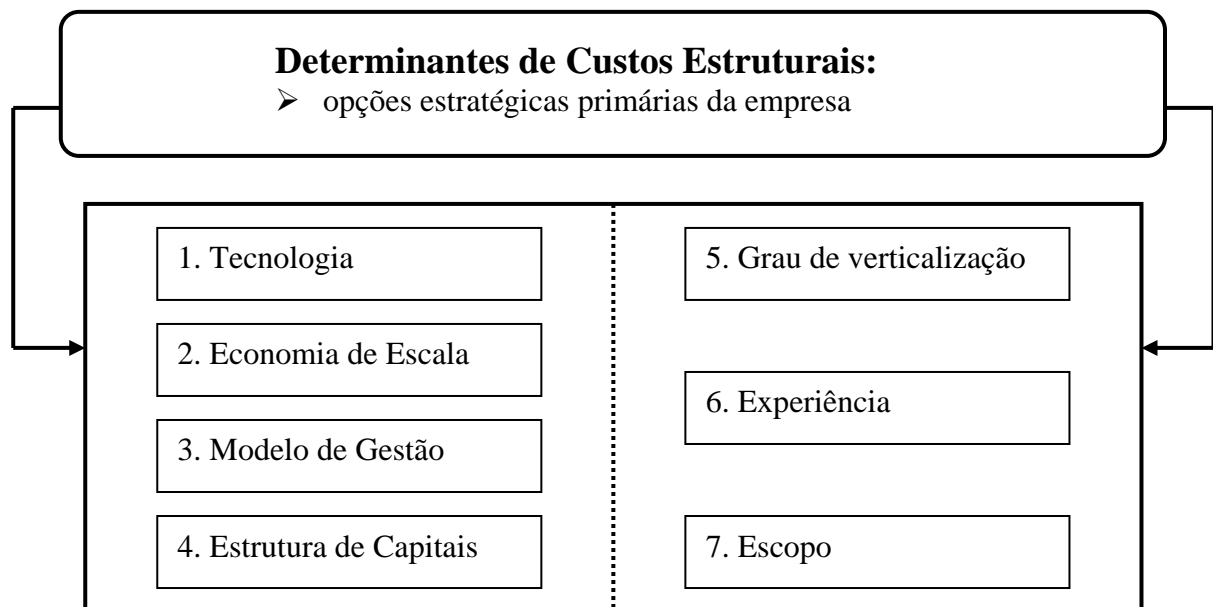 Determinantes de Custos Estruturais:
➢ opções estratégicas primárias da empresa
1. Tecnologia
2. Economia de Escala
3. Modelo de Gestão
4. Estrutura de Capitais
5. Grau de verticalização
6. Experiência
7. Escopo